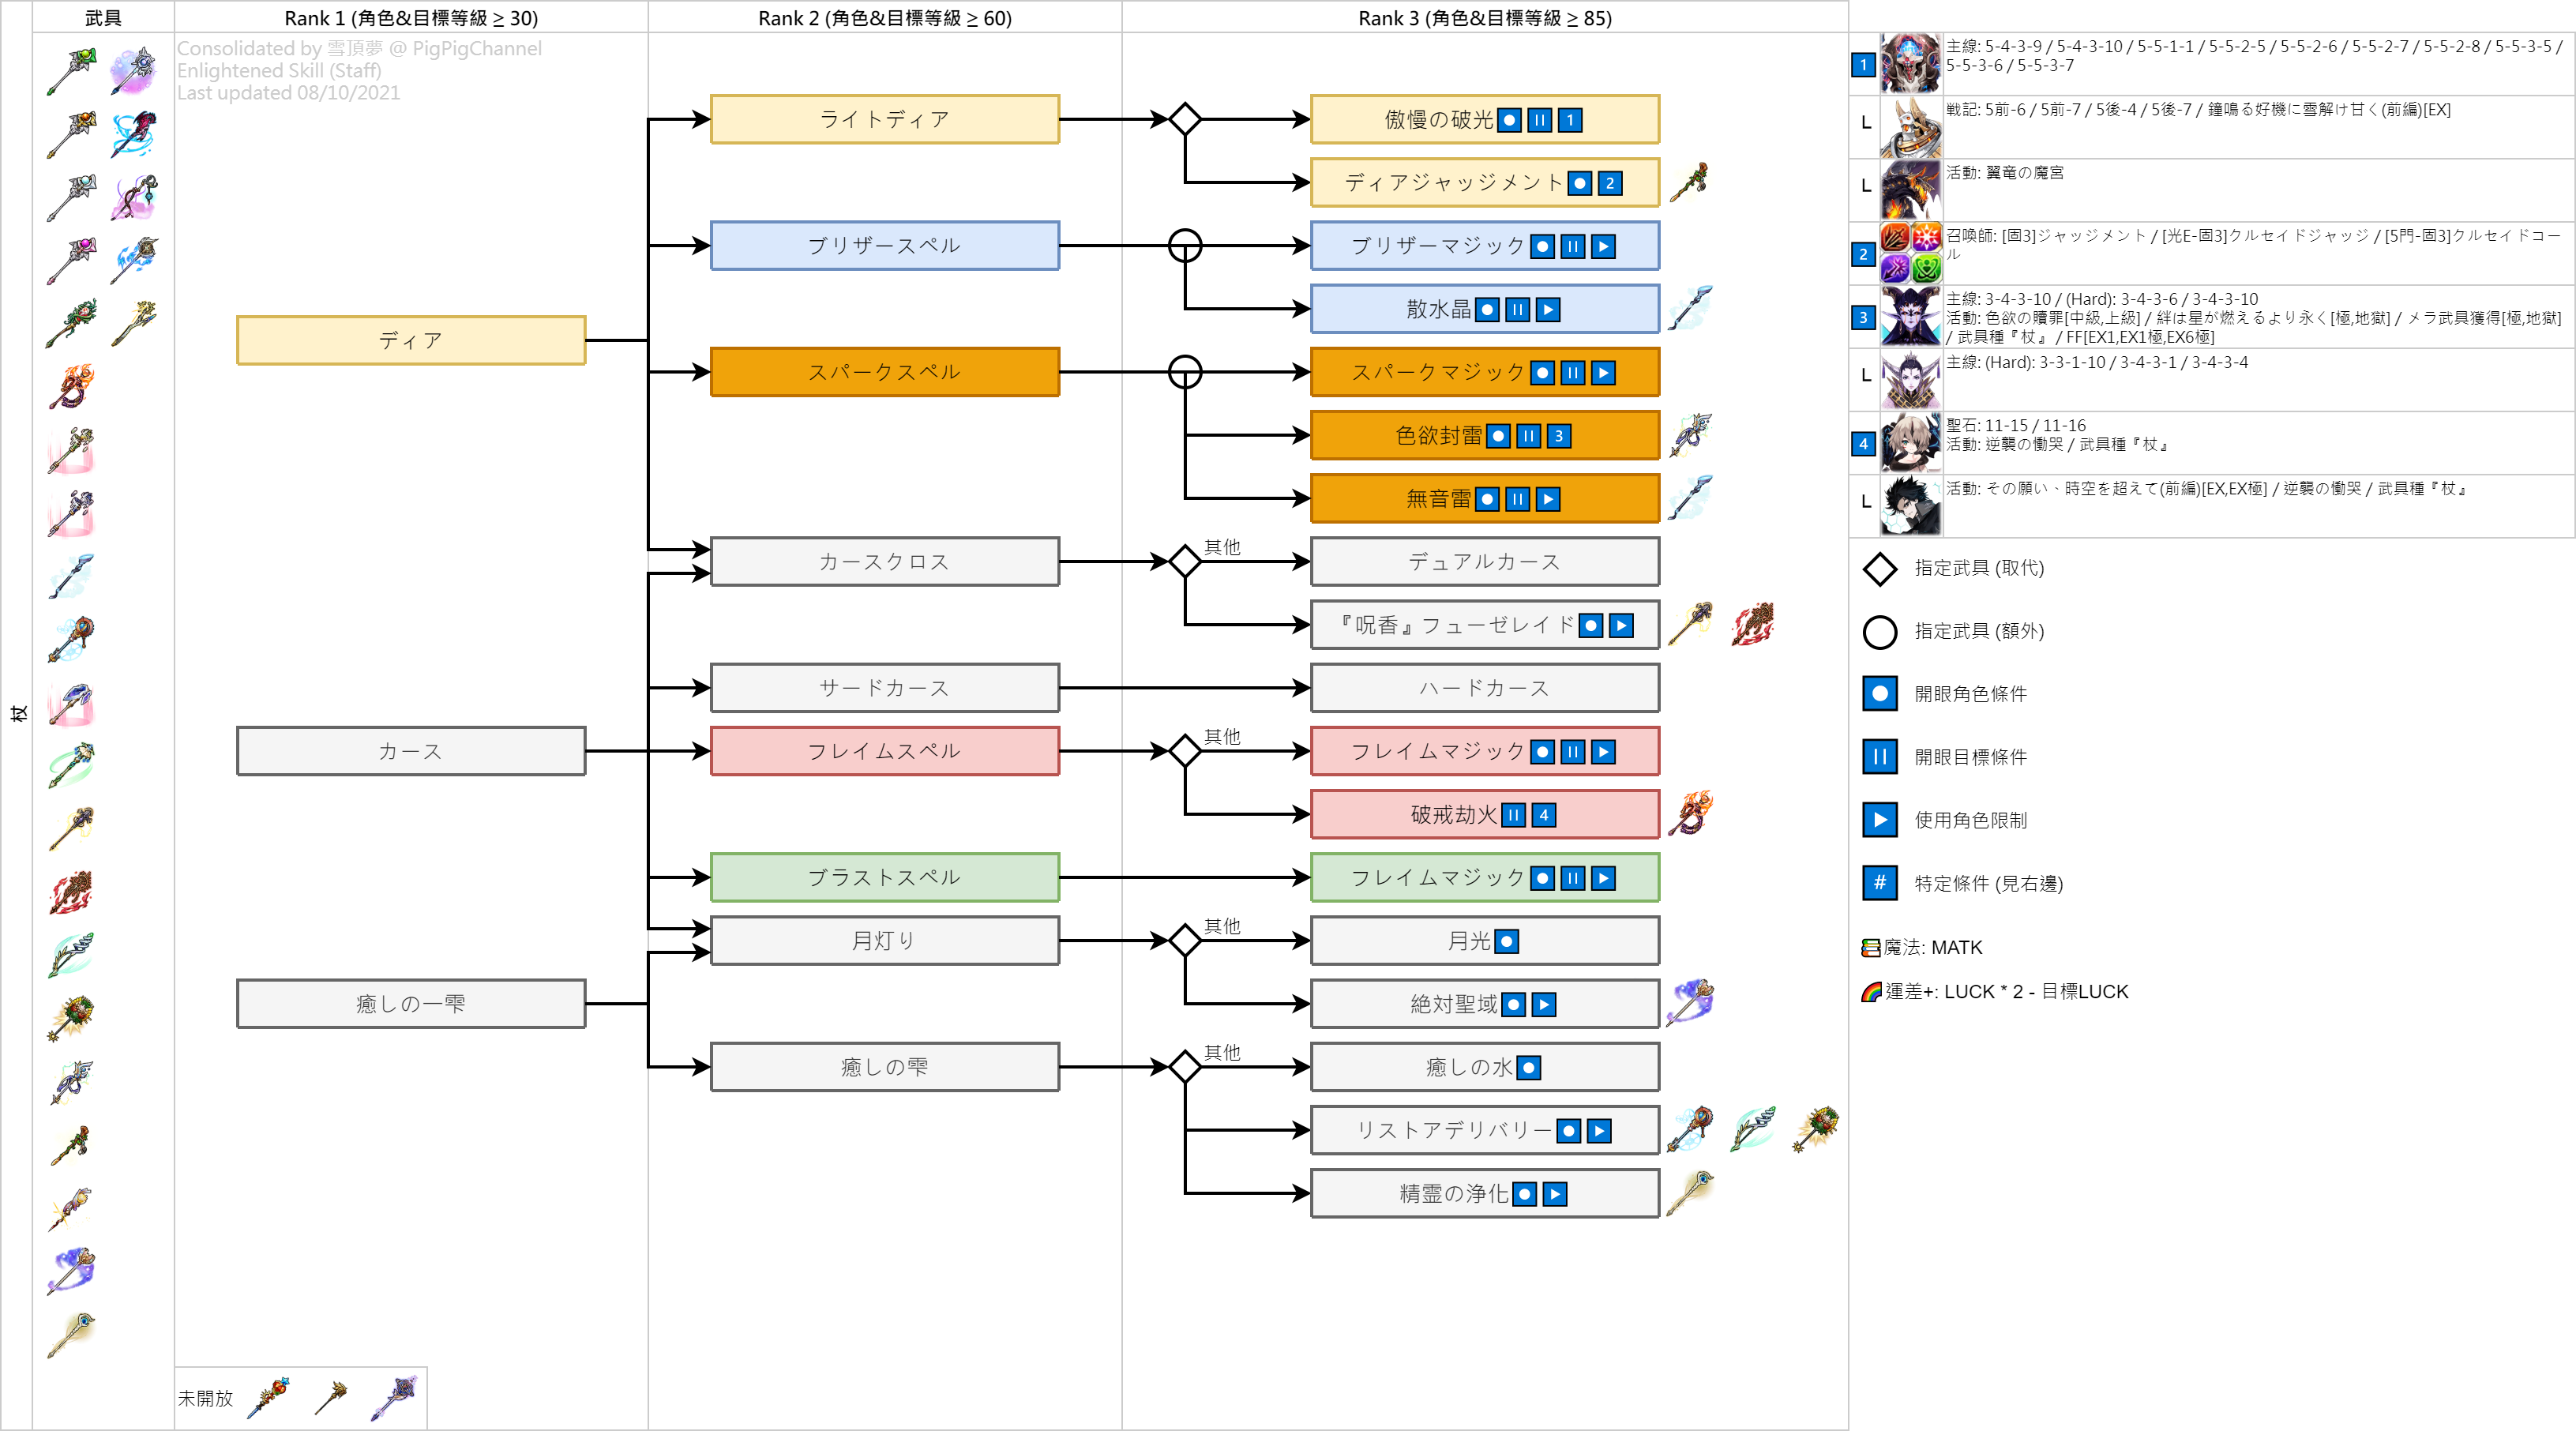 武具
Rank 1 (角色&目標等級 ≥ 30)
Rank 2 (角色&目標等級 ≥ 60)
Rank 3 (角色&目標等級 ≥ 85)
Consolidated by 雪頂夢 @ PigPigChannel
Enlightened Skill (Staff)
Last updated 08/10/2021
杖
ディア
カース
癒しの一雫
ライトディア
ブリザースペル
スパークスペル
カースクロス
サードカース
フレイムスペル
ブラストスペル
月灯り
癒しの雫
傲慢の破光 1
ディアジャッジメント 2
ブリザーマジック
散水晶
スパークマジック
色欲封雷 3
無音雷
其他
デュアルカース
『呪香』フューゼレイド
ハードカース
其他
フレイムマジック
破戒劫火 4
フレイムマジック
其他
月光
絶対聖域
其他
癒しの水
リストアデリバリー
精霊の浄化
未開放
1
主線: 5-4-3-9 / 5-4-3-10 / 5-5-1-1 / 5-5-2-5 / 5-5-2-6 / 5-5-2-7 / 5-5-2-8 / 5-5-3-5 /
5-5-3-6 / 5-5-3-7
L
戦記: 5前-6 / 5前-7 / 5後-4 / 5後-7 / 鐘鳴る好機に雪解け甘く(前編)[EX]
L
活動: 翼竜の魔宮
2
召喚師: [固3]ジャッジメント / [光E-固3]クルセイドジャッジ / [5門-固3]クルセイドコー
ル
3
主線: 3-4-3-10 / (Hard): 3-4-3-6 / 3-4-3-10
活動: 色欲の贖罪[中級,上級] / 絆は星が燃えるより永く[極,地獄] / メラ武具獲得[極,地獄]
/ 武具種『杖』 / FF[EX1,EX1極,EX6極]
L
主線: (Hard): 3-3-1-10 / 3-4-3-1 / 3-4-3-4
4
聖石: 11-15 / 11-16
活動: 逆襲の慟哭 / 武具種『杖』
L
活動: その願い、時空を超えて(前編)[EX,EX極] / 逆襲の慟哭 / 武具種『杖』
指定武具 (取代)
指定武具 (額外)
開眼角色條件
開眼目標條件
使用角色限制
# 特定條件 (見右邊)
魔法: MATK
運差+: LUCK * 2 - 目標LUCK